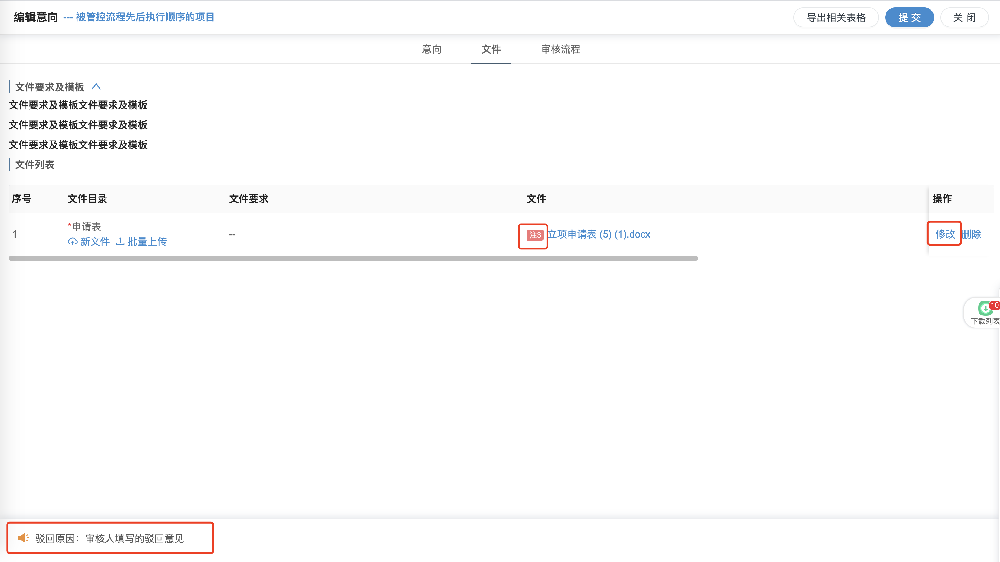 编辑意向 --- 被管控流程先后执行顺序的项目 导出相关表格 提 交 关 闭
意向 文件 审核流程
文件要求及模板
文件要求及模板文件要求及模板
文件要求及模板文件要求及模板
文件要求及模板文件要求及模板
文件列表
序号 文件目录 文件要求 文件 操作
1 *申请表 -- 注3 立项申请表 (5) (1).docx 修改 删除
新文件 批量上传
10
下载列表
驳回原因：审核人填写的驳回意见